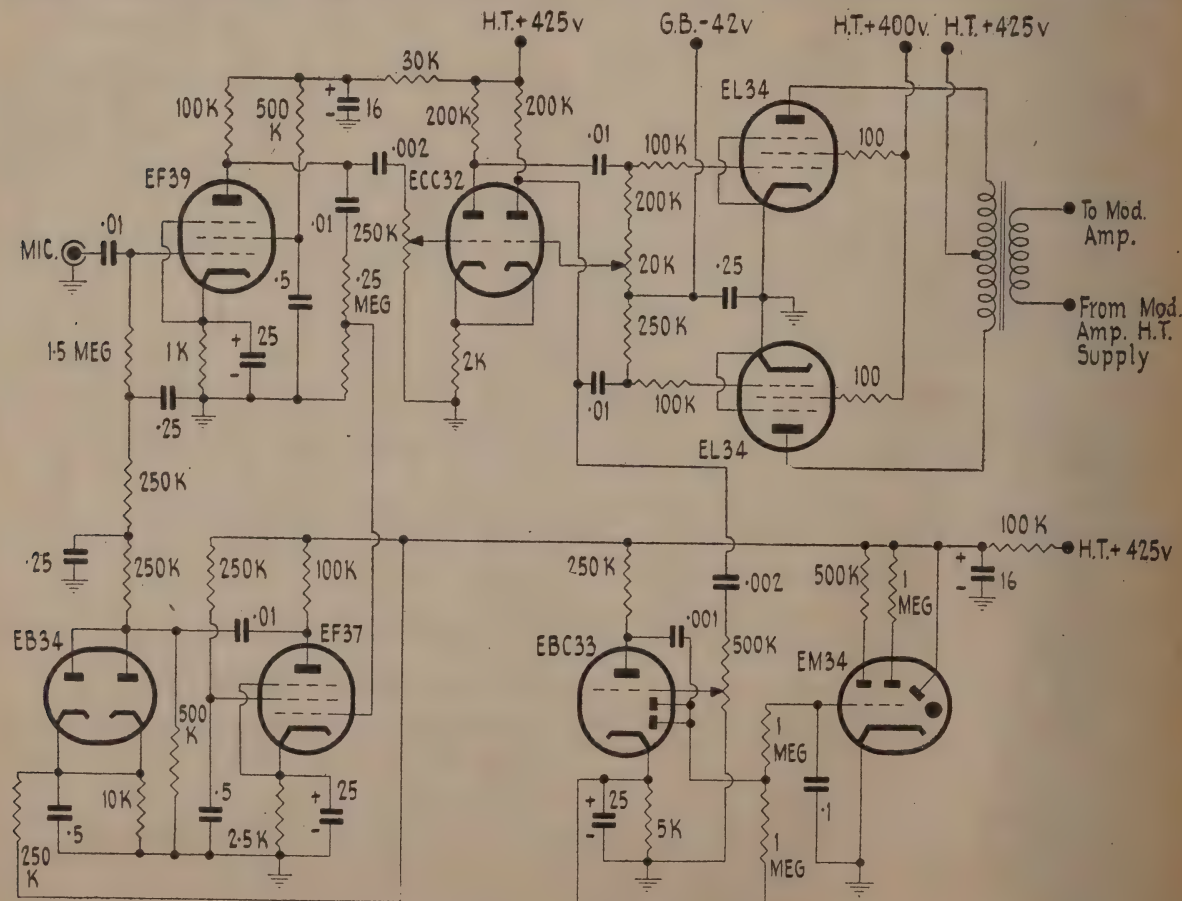 H.T.+425v
G.B.-42v
H.T.+400v.
H.T.+425v
30K
100K
500
K
+
-
16
200K
200K
EL34
.01
100K
100
.002
EF39
ECC32
MIC.
.01
.01
250K
200K
20K
.25
MEG
.5
.25
To Mod.
Amp.
From Mod.
Amp. H.T.
Supply
250K
1.5 MEG
1K
+
-
25
2K
.25
.01
100K
100
EL34
250K
100K
H.T.+425v
.25
250K
250K
100K
250K
.002
500K
1
MEG
+
-
16
.01
.001
EB34
EF37
EBC33
500K
EM34
500
K
1
MEG
.5
10K
.5
2.5K
+
-
25
+
-
25
5K
.1
250
K
1
MEG